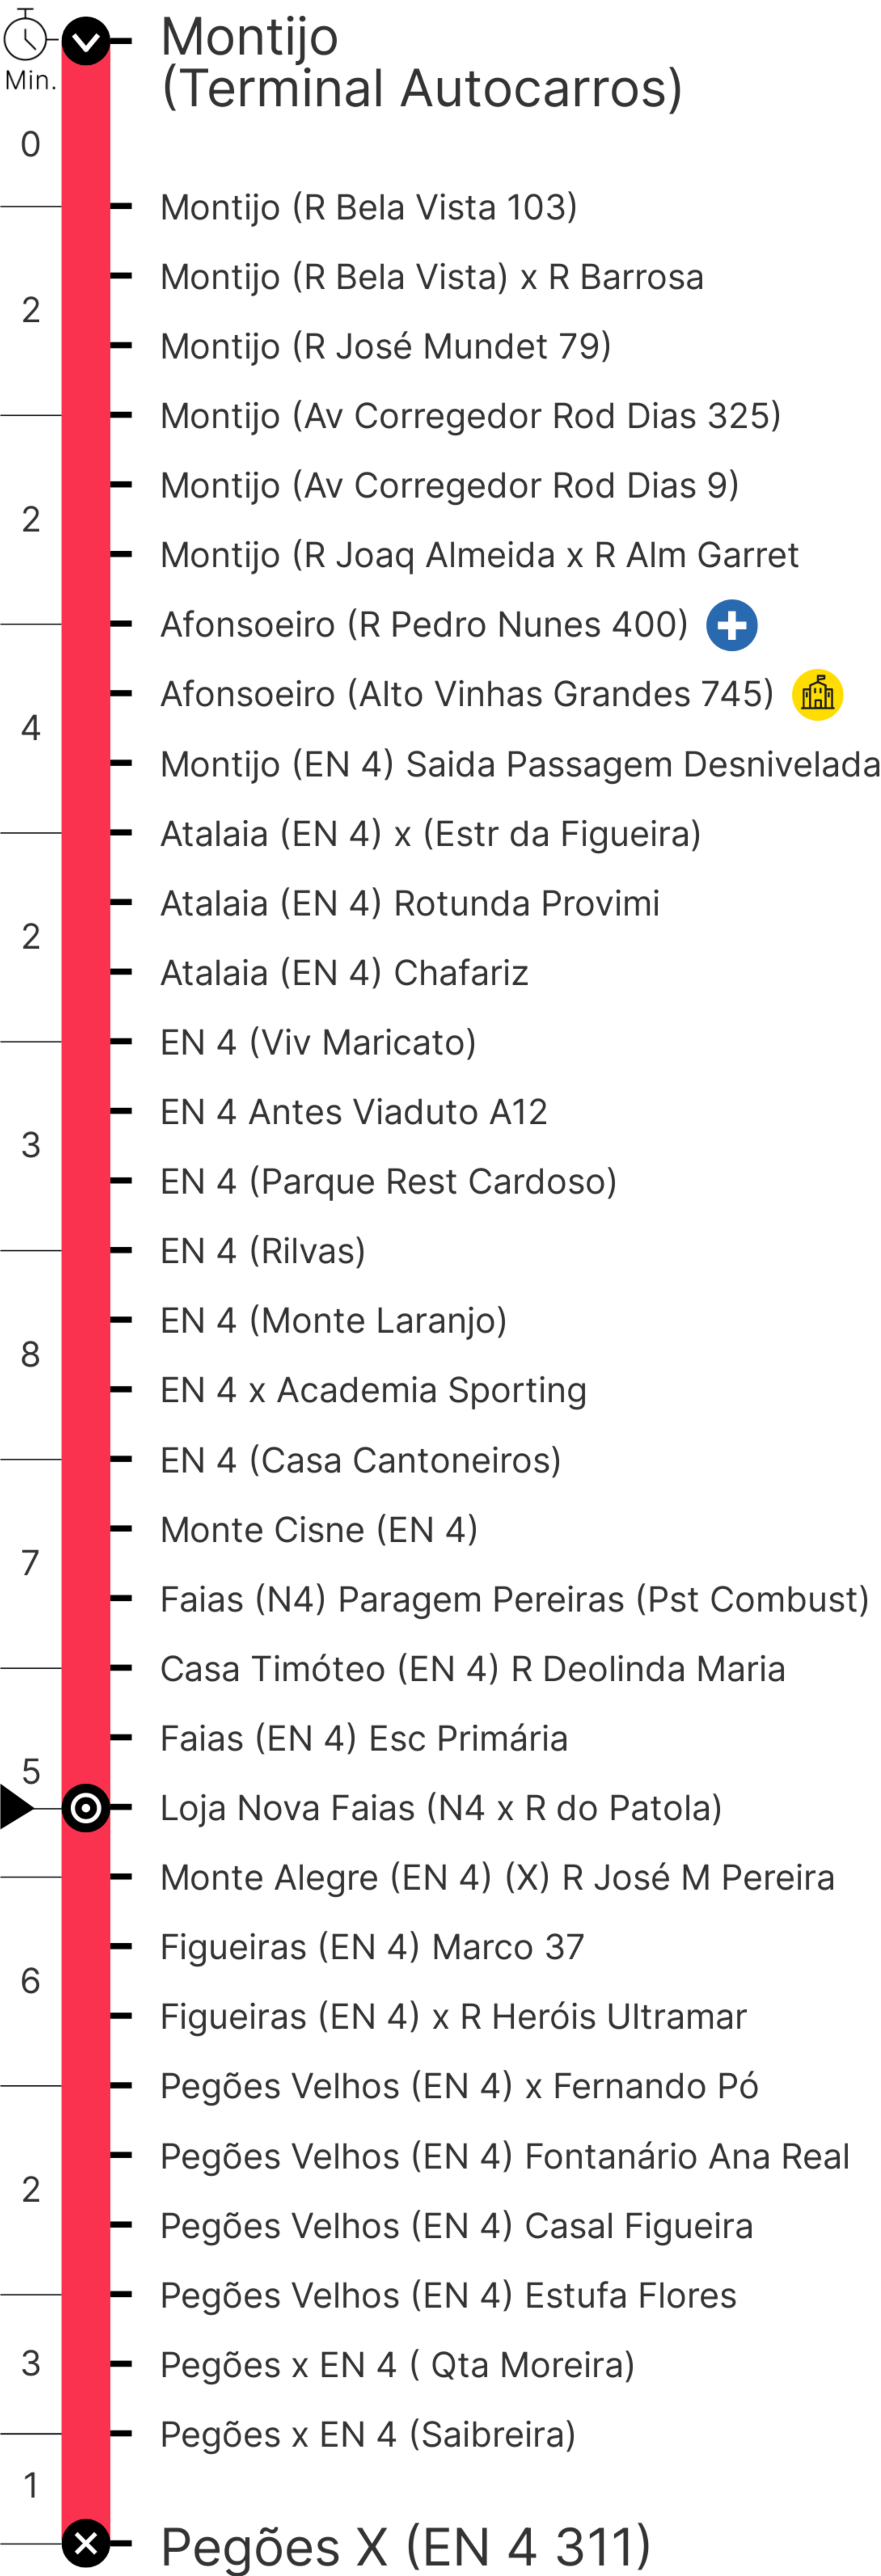 Min.
Montijo
(Terminal Autocarros)
0
Montijo (R Bela Vista 103)
Montijo (R Bela Vista) x R Barrosa
2
Montijo (R José Mundet 79)
Montijo (Av Corregedor Rod Dias 325)
Montijo (Av Corregedor Rod Dias 9)
2
Montijo (R Joaq Almeida x R Alm Garret
Afonsoeiro (R Pedro Nunes 400)
Afonsoeiro (Alto Vinhas Grandes 745)
4
Montijo (EN 4) Saida Passagem Desnivelada
Atalaia (EN 4) x (Estr da Figueira)
Atalaia (EN 4) Rotunda Provimi
2
Atalaia (EN 4) Chafariz
EN 4 (Viv Maricato)
EN 4 Antes Viaduto A12
3
EN 4 (Parque Rest Cardoso)
EN 4 (Rilvas)
EN 4 (Monte Laranjo)
8
EN 4 x Academia Sporting
EN 4 (Casa Cantoneiros)
Monte Cisne (EN 4)
7
Faias (N4) Paragem Pereiras (Pst Combust)
Casa Timóteo (EN 4) R Deolinda Maria
Faias (EN 4) Esc Primária
5
Loja Nova Faias (N4 x R do Patola)
Monte Alegre (EN 4) (X) R José M Pereira
Figueiras (EN 4) Marco 37
6
Figueiras (EN 4) x R Heróis Ultramar
Pegões Velhos (EN 4) x Fernando Pó
Pegões Velhos (EN 4) Fontanário Ana Real
2
Pegões Velhos (EN 4) Casal Figueira
Pegões Velhos (EN 4) Estufa Flores
3
Pegões x EN 4 ( Qta Moreira)
Pegões x EN 4 (Saibreira)
1
Pegões X (EN 4 311)